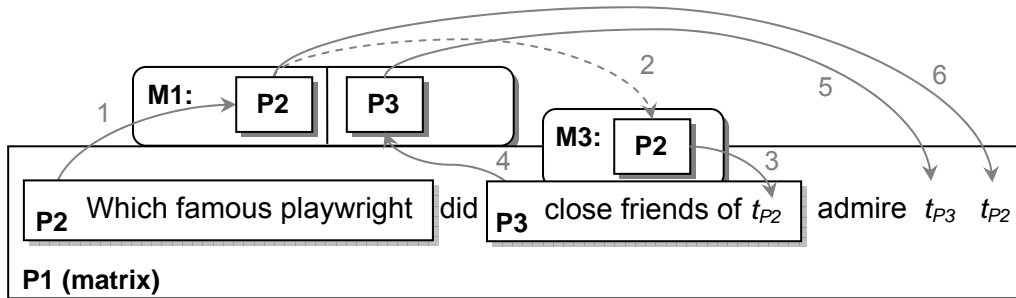 2 6
M1: P2 P3 5
1
M3: P2
4 3
P2 Which famous playwright did P3 close friends of tP2 admire tP3 tP2
P1 (matrix)